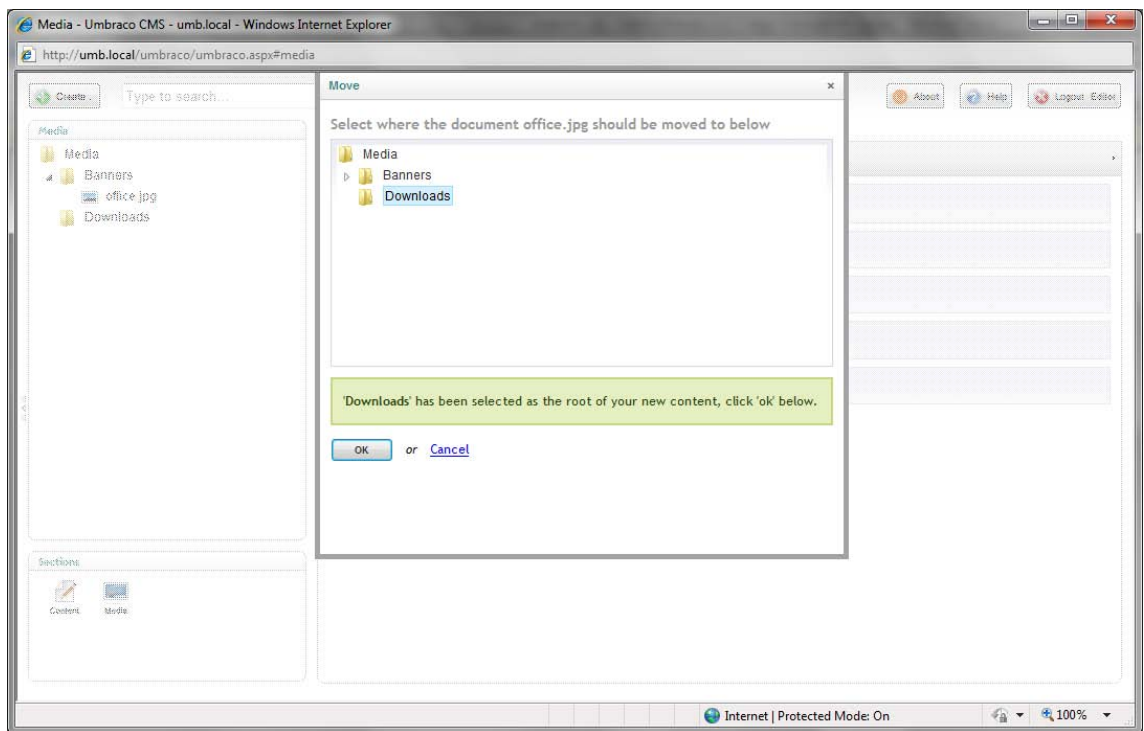 Media - Umbraco CMS - umb.local - Windows Internet Explorer
http://umb.local/umbraco/umbraco.aspx#media
Create...
Type to search...
Media
Media
Banners
office.jpg
Downloads
Sections
Content
Media
Move
Select where the document office.jpg should be moved to below
Media
Banners
Downloads
'Downloads' has been selected as the root of your new content, click 'ok' below.
OK or Cancel
About
Help
Logout: Editor
Internet | Protected Mode: On
100%